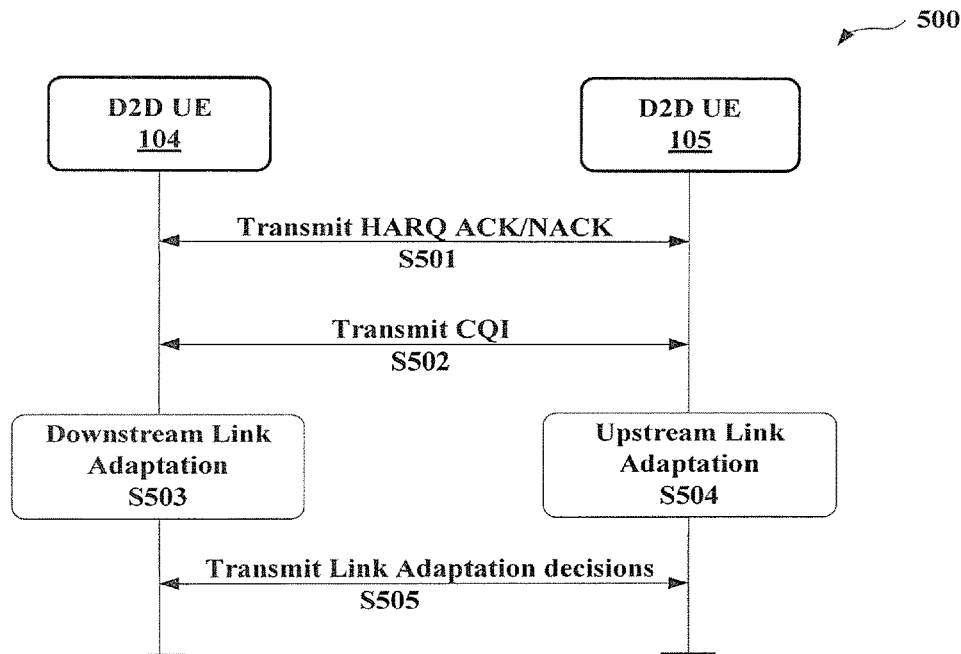 500
D2D UE
104
D2D UE
105
Transmit HARQ ACK/NACK
S501
Transmit CQI
S502
Downstream Link
Adaptation
S503
Upstream Link
Adaptation
S504
Transmit Link Adaptation decisions
S505